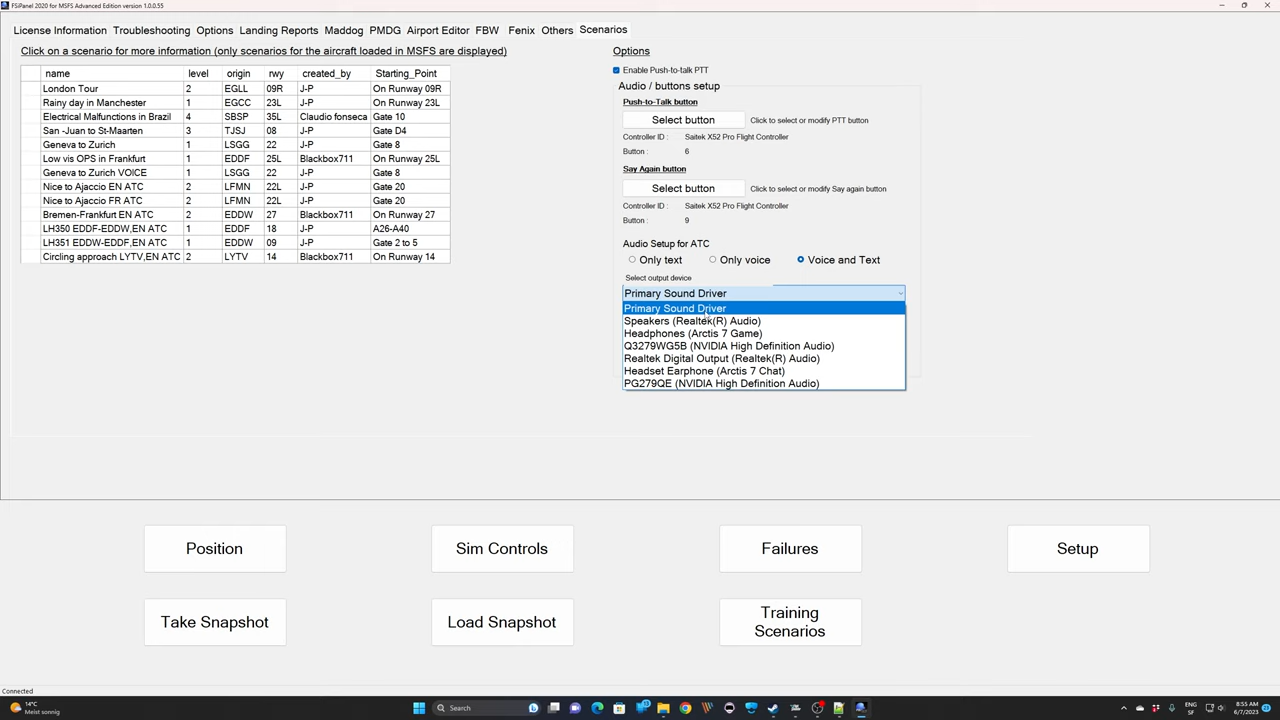 FSiPanel 2020 for MSFS Advanced Edition version 1.0.0.55
License Information Troubleshooting Options Landing Reports Maddog PMDG Airport Editor FBW Fenix Others Scenarios
Click on a scenario for more information (only scenarios for the aircraft loaded in MSFS are displayed)
name level origin rwy created_by Starting_Point
London Tour 2 EGLL 09R J-P On Runway 09R
Rainy day in Manchester 1 EGCC 23L J-P On Runway 23L
Electrical Malfunctions in Brazil 4 SBSP 35L Claudio fonseca Gate 10
San -Juan to St-Maarten 3 TJSJ 08 J-P Gate D4
Geneva to Zurich 1 LSGG 22 J-P Gate 8
Low vis OPS in Frankfurt 1 EDDF 25L Blackbox711 On Runway 25L
Geneva to Zurich VOICE 1 LSGG 22 J-P Gate 8
Nice to Ajaccio EN ATC 2 LFMN 22L J-P Gate 20
Nice to Ajaccio FR ATC 2 LFMN 22L J-P Gate 20
Bremen-Frankfurt EN ATC 2 EDDW 27 Blackbox711 On Runway 27
LH350 EDDF-EDDW,EN ATC 1 EDDF 18 J-P A26-A40
LH351 EDDW-EDDF,EN ATC 1 EDDW 09 J-P Gate 2 to 5
Circling approach LYTV,EN ATC 2 LYTV 14 Blackbox711 On Runway 14
Options
Enable Push-to-talk PTT
Audio / buttons setup
Push-to-Talk button
Select button Click to select or modify PTT button
Controller ID : Saitek X52 Pro Flight Controller
Button : 6
Say Again button
Select button Click to select or modify Say again button
Controller ID : Saitek X52 Pro Flight Controller
Button : 9
Audio Setup for ATC
Only text Only voice Voice and Text
Select output device
Primary Sound Driver
Primary Sound Driver
Speakers (Realtek(R) Audio)
Headphones (Arctis 7 Game)
Q3279WG5B (NVIDIA High Definition Audio)
Realtek Digital Output (Realtek(R) Audio)
Headset Earphone (Arctis 7 Chat)
PG279QE (NVIDIA High Definition Audio)
Position Sim Controls Failures Setup
Take Snapshot Load Snapshot Training
Scenarios
Connected
14°C
Meist sonnig
Search
ENG
SF
8:55 AM
6/7/2023